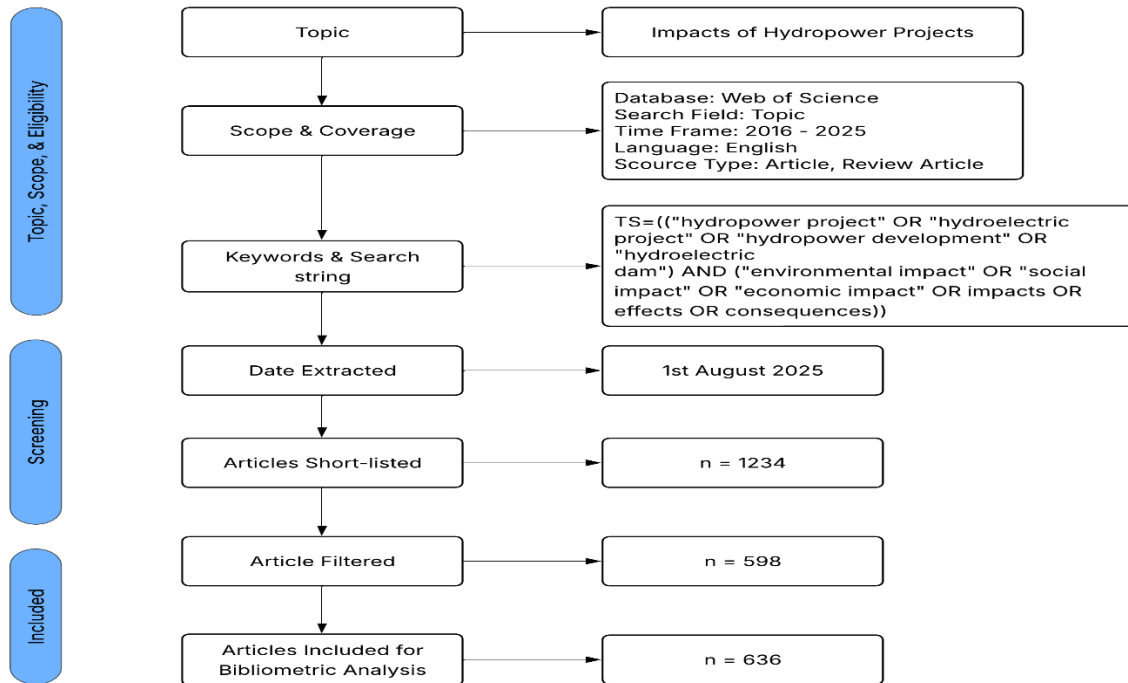 Topic, Scope, & Eligibility
Topic
Impacts of Hydropower Projects
Scope & Coverage
Database: Web of Science
Search Field: Topic
Time Frame: 2016 - 2025
Language: English
Scource Type: Article, Review Article
Keywords & Search
string
TS=(("hydropower project" OR "hydroelectric
project" OR "hydropower development" OR
"hydroelectric
dam") AND ("environmental impact" OR "social
impact" OR "economic impact" OR impacts OR
effects OR consequences))
Screening
Date Extracted
1st August 2025
Articles Short-listed
n = 1234
Included
Article Filtered
n = 598
Articles Included for
Bibliometric Analysis
n = 636